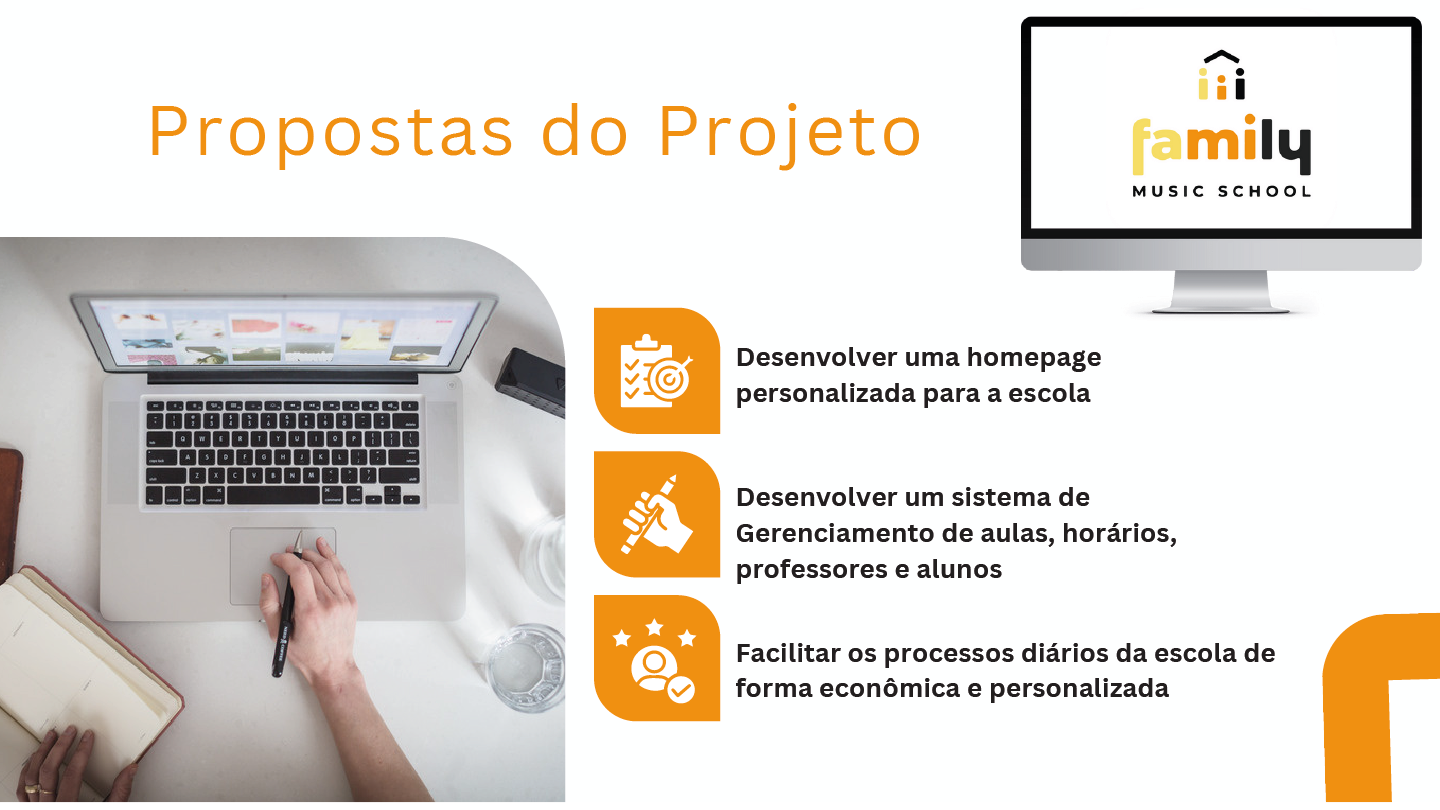 Propostas do Projeto
family
MUSIC SCHOOL
Desenvolver uma homepage
personalizada para a escola
Desenvolver um sistema de
Gerenciamento de aulas, horários,
professores e alunos
Facilitar os processos diários da escola de
forma econômica e personalizada